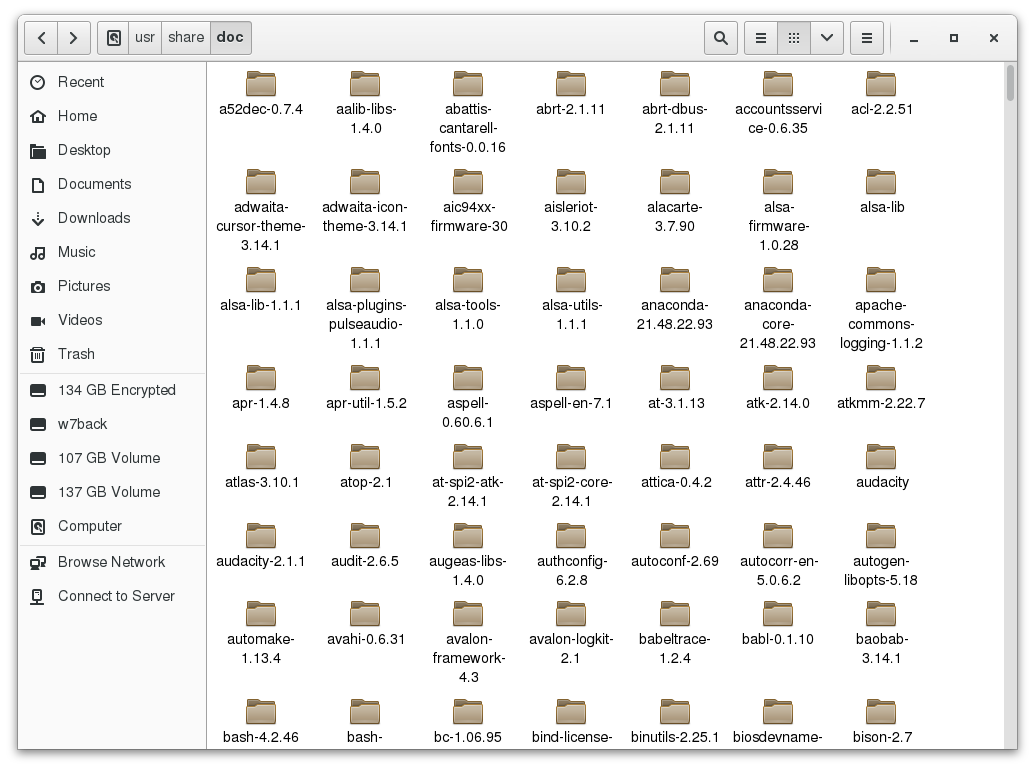 usr share doc
Recent
Home
Desktop
Documents
Downloads
Music
Pictures
Videos
Trash
134 GB Encrypted
w7back
107 GB Volume
137 GB Volume
Computer
Browse Network
Connect to Server
a52dec-0.7.4
aalib-libs-
1.4.0
abattis-
cantarell-
fonts-0.0.16
abrt-2.1.11
abrt-dbus-
2.1.11
accountsservi
ce-0.6.35
acl-2.2.51
adwaita-
cursor-theme-
3.14.1
adwaita-icon-
theme-3.14.1
aic94xx-
firmware-30
aisleriot-
3.10.2
alacarte-
3.7.90
alsa-
firmware-
1.0.28
alsa-lib
alsa-lib-1.1.1
alsa-plugins-
pulseaudio-
1.1.1
alsa-tools-
1.1.0
alsa-utils-
1.1.1
anaconda-
21.48.22.93
anaconda-
core-
21.48.22.93
apache-
commons-
logging-1.1.2
apr-1.4.8
apr-util-1.5.2
aspell-
0.60.6.1
aspell-en-7.1
at-3.1.13
atk-2.14.0
atkmm-2.22.7
atlas-3.10.1
atop-2.1
at-spi2-atk-
2.14.1
at-spi2-core-
2.14.1
attica-0.4.2
attr-2.4.46
audacity
audacity-2.1.1
audit-2.6.5
augeas-libs-
1.4.0
authconfig-
6.2.8
autoconf-2.69
autocorr-en-
5.0.6.2
autogen-
libopts-5.18
automake-
1.13.4
avahi-0.6.31
avalon-
framework-
4.3
avalon-logkit-
2.1
babeltrace-
1.2.4
babl-0.1.10
baobab-
3.14.1
bash-4.2.46
bash-
bc-1.06.95
bind-license-
binutils-2.25.1
biosdevname-
bison-2.7